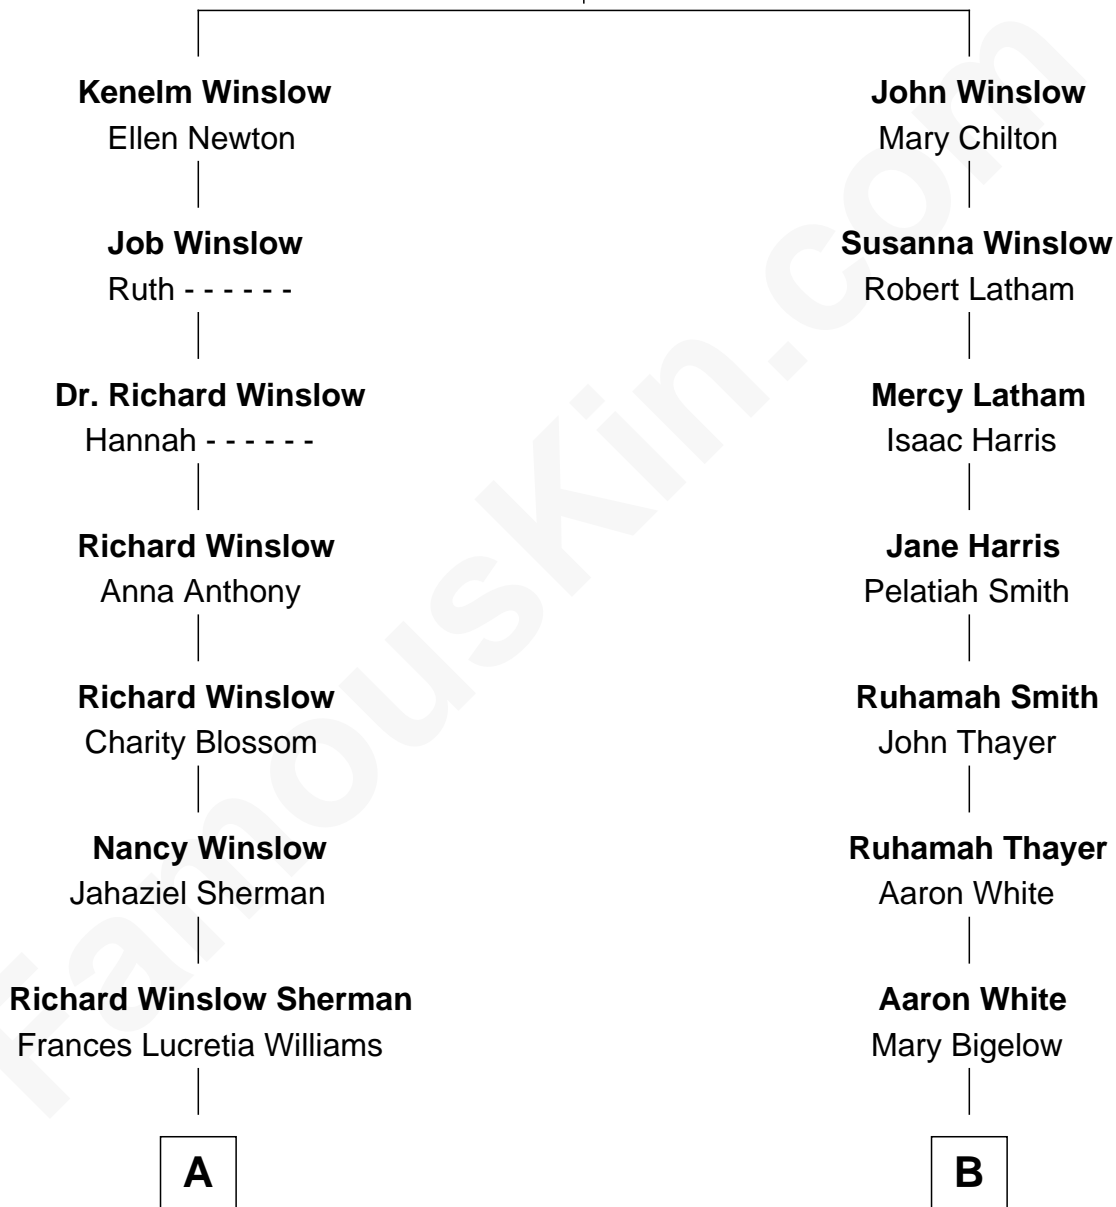 Kenelm Winslow
Ellen Newton
Job Winslow
Ruth - - - - - -
Dr. Richard Winslow
Hannah - - - - - -
Richard Winslow
Anna Anthony
Richard Winslow
Charity Blossom
Nancy Winslow
Jahaziel Sherman
Richard Winslow Sherman
Frances Lucretia Williams
A
John Winslow
Mary Chilton
Susanna Winslow
Robert Latham
Mercy Latham
Isaac Harris
Jane Harris
Pelatiah Smith
Ruhamah Smith
John Thayer
Ruhamah Thayer
Aaron White
Aaron White
Mary Bigelow
B
FamousKin.com